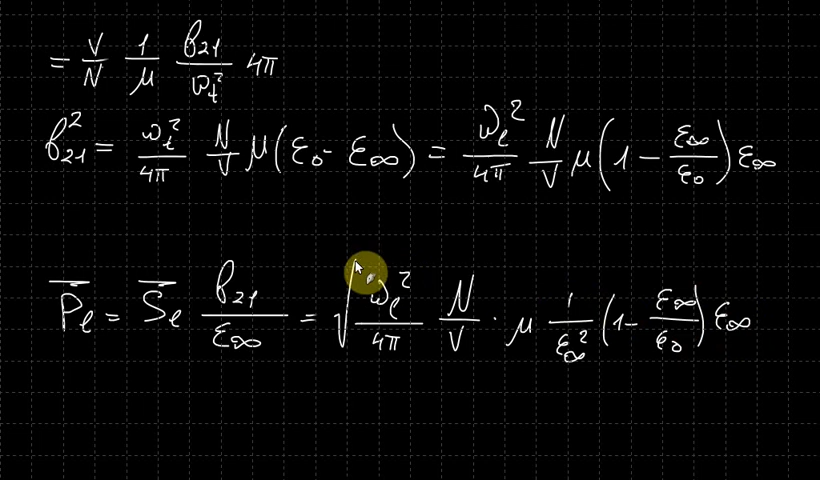 = V/N 1/μ b₂₁/ω_t² 4π
b₂₁² = ω_t²/4π N/V μ(ε₀ - ε∞) = ω_l²/4π N/V μ(1 - ε∞/ε₀) ε∞
P̅_l = S̅_l b₂₁/ε∞ = √ ω_l²/4π N/V · μ 1/ε∞² (1 - ε∞/ε₀) ε∞